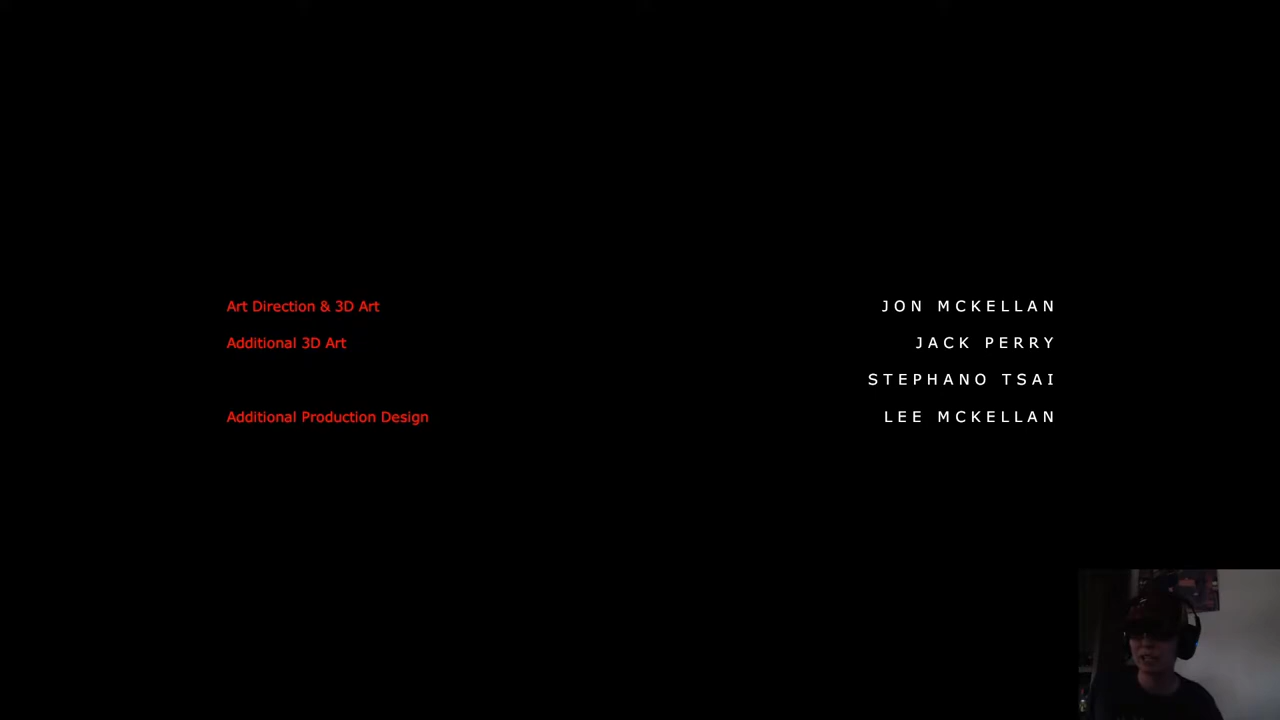 Art Direction & 3D Art JON MCKELLAN
Additional 3D Art JACK PERRY
STEPHANO TSAI
Additional Production Design LEE MCKELLAN